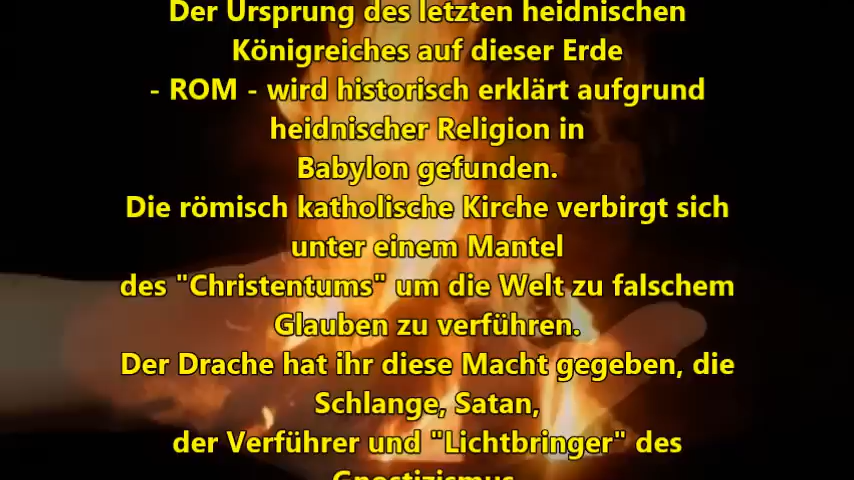 Der Ursprung des letzten heidnischen
Königreiches auf dieser Erde
- ROM - wird historisch erklärt aufgrund
heidnischer Religion in
Babylon gefunden.
Die römisch katholische Kirche verbirgt sich
unter einem Mantel
des "Christentums" um die Welt zu falschem
Glauben zu verführen.
Der Drache hat ihr diese Macht gegeben, die
Schlange, Satan,
der Verführer und "Lichtbringer" des
Gnostizismus